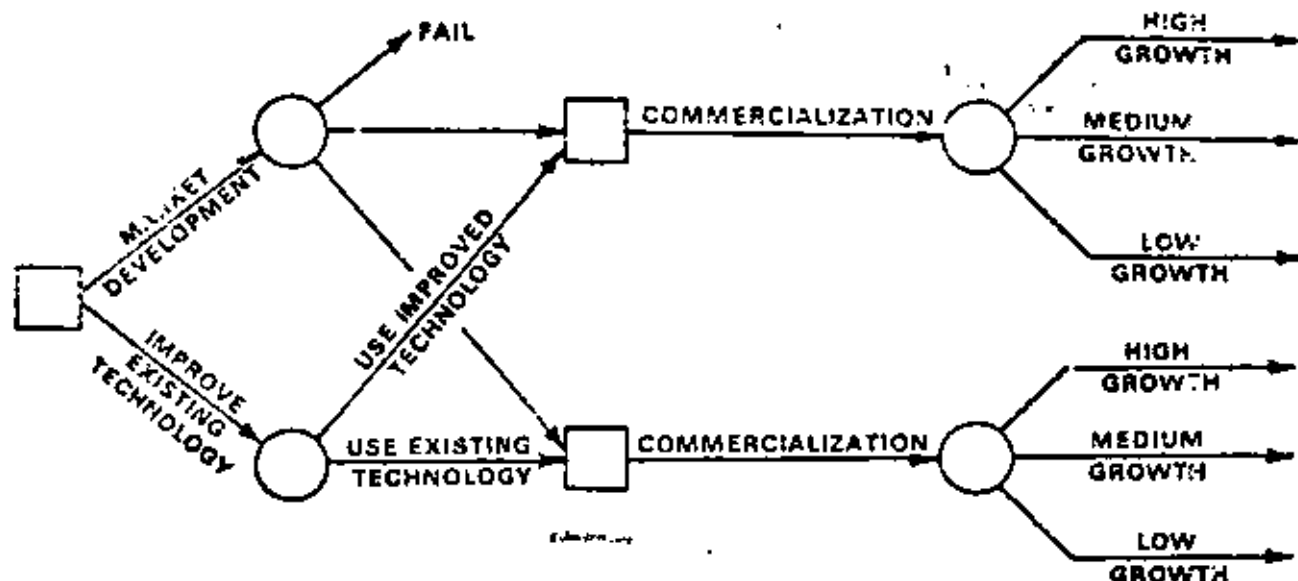 FAIL
DEVELOPMENT
IMPROVE
EXISTING
TECHNOLOGY
USE IMPROVED
TECHNOLOGY
USE EXISTING
TECHNOLOGY
COMMERCIALIZATION
HIGH
GROWTH
MEDIUM
GROWTH
LOW
GROWTH
COMMERCIALIZATION
HIGH
GROWTH
MEDIUM
GROWTH
LOW
GROWTH